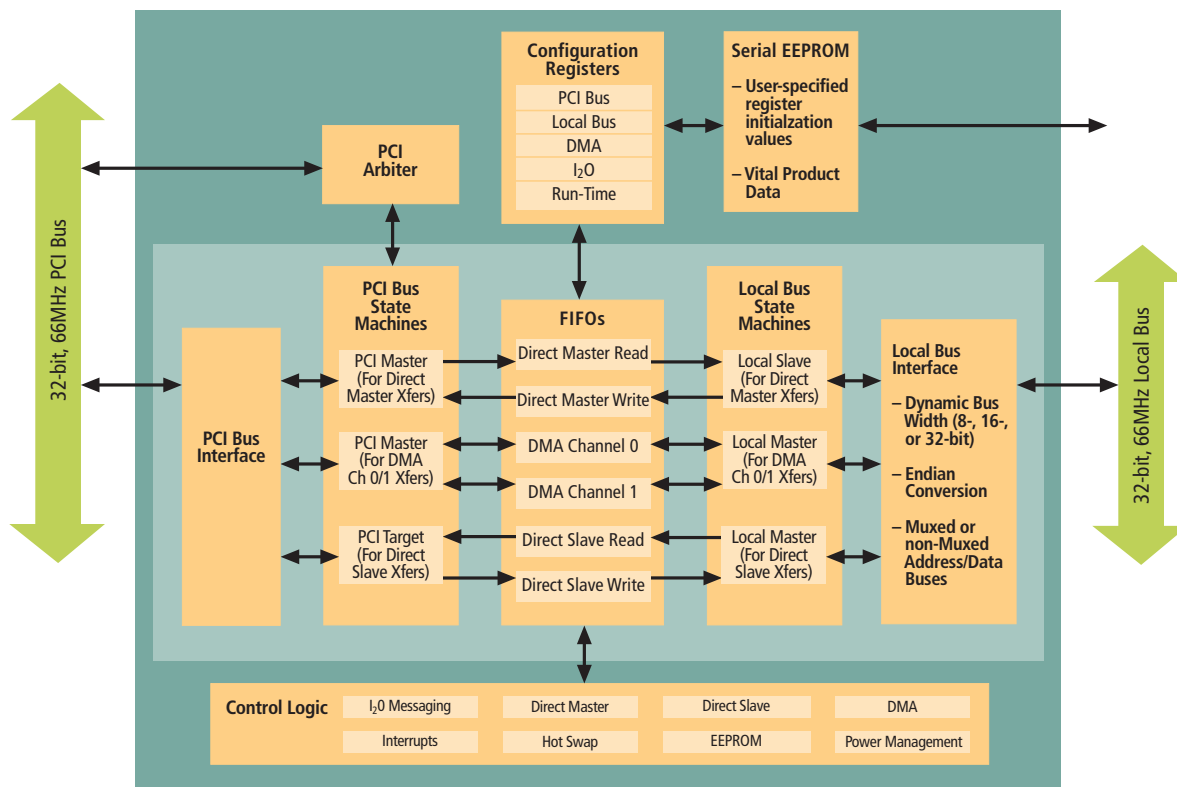 32-bit, 66MHz PCI Bus
PCI
Arbiter
Configuration
Registers
PCI Bus
Local Bus
DMA
I₂O
Run-Time
Serial EEPROM
– User-specified
register
initialzation
values
– Vital Product
Data
PCI Bus
Interface
PCI Bus
State
Machines
PCI Master
(For Direct
Master Xfers)
PCI Master
(For DMA
Ch 0/1 Xfers)
PCI Target
(For Direct
Slave Xfers)
FIFOs
Direct Master Read
Direct Master Write
DMA Channel 0
DMA Channel 1
Direct Slave Read
Direct Slave Write
Local Bus
State
Machines
Local Slave
(For Direct
Master Xfers)
Local Master
(For DMA
Ch 0/1 Xfers)
Local Master
(For Direct
Slave Xfers)
Local Bus
Interface
– Dynamic Bus
Width (8-, 16-,
or 32-bit)
– Endian
Conversion
– Muxed or
non-Muxed
Address/Data
Buses
32-bit, 66MHz Local Bus
Control Logic
I₂0 Messaging
Direct Master
Direct Slave
DMA
Interrupts
Hot Swap
EEPROM
Power Management